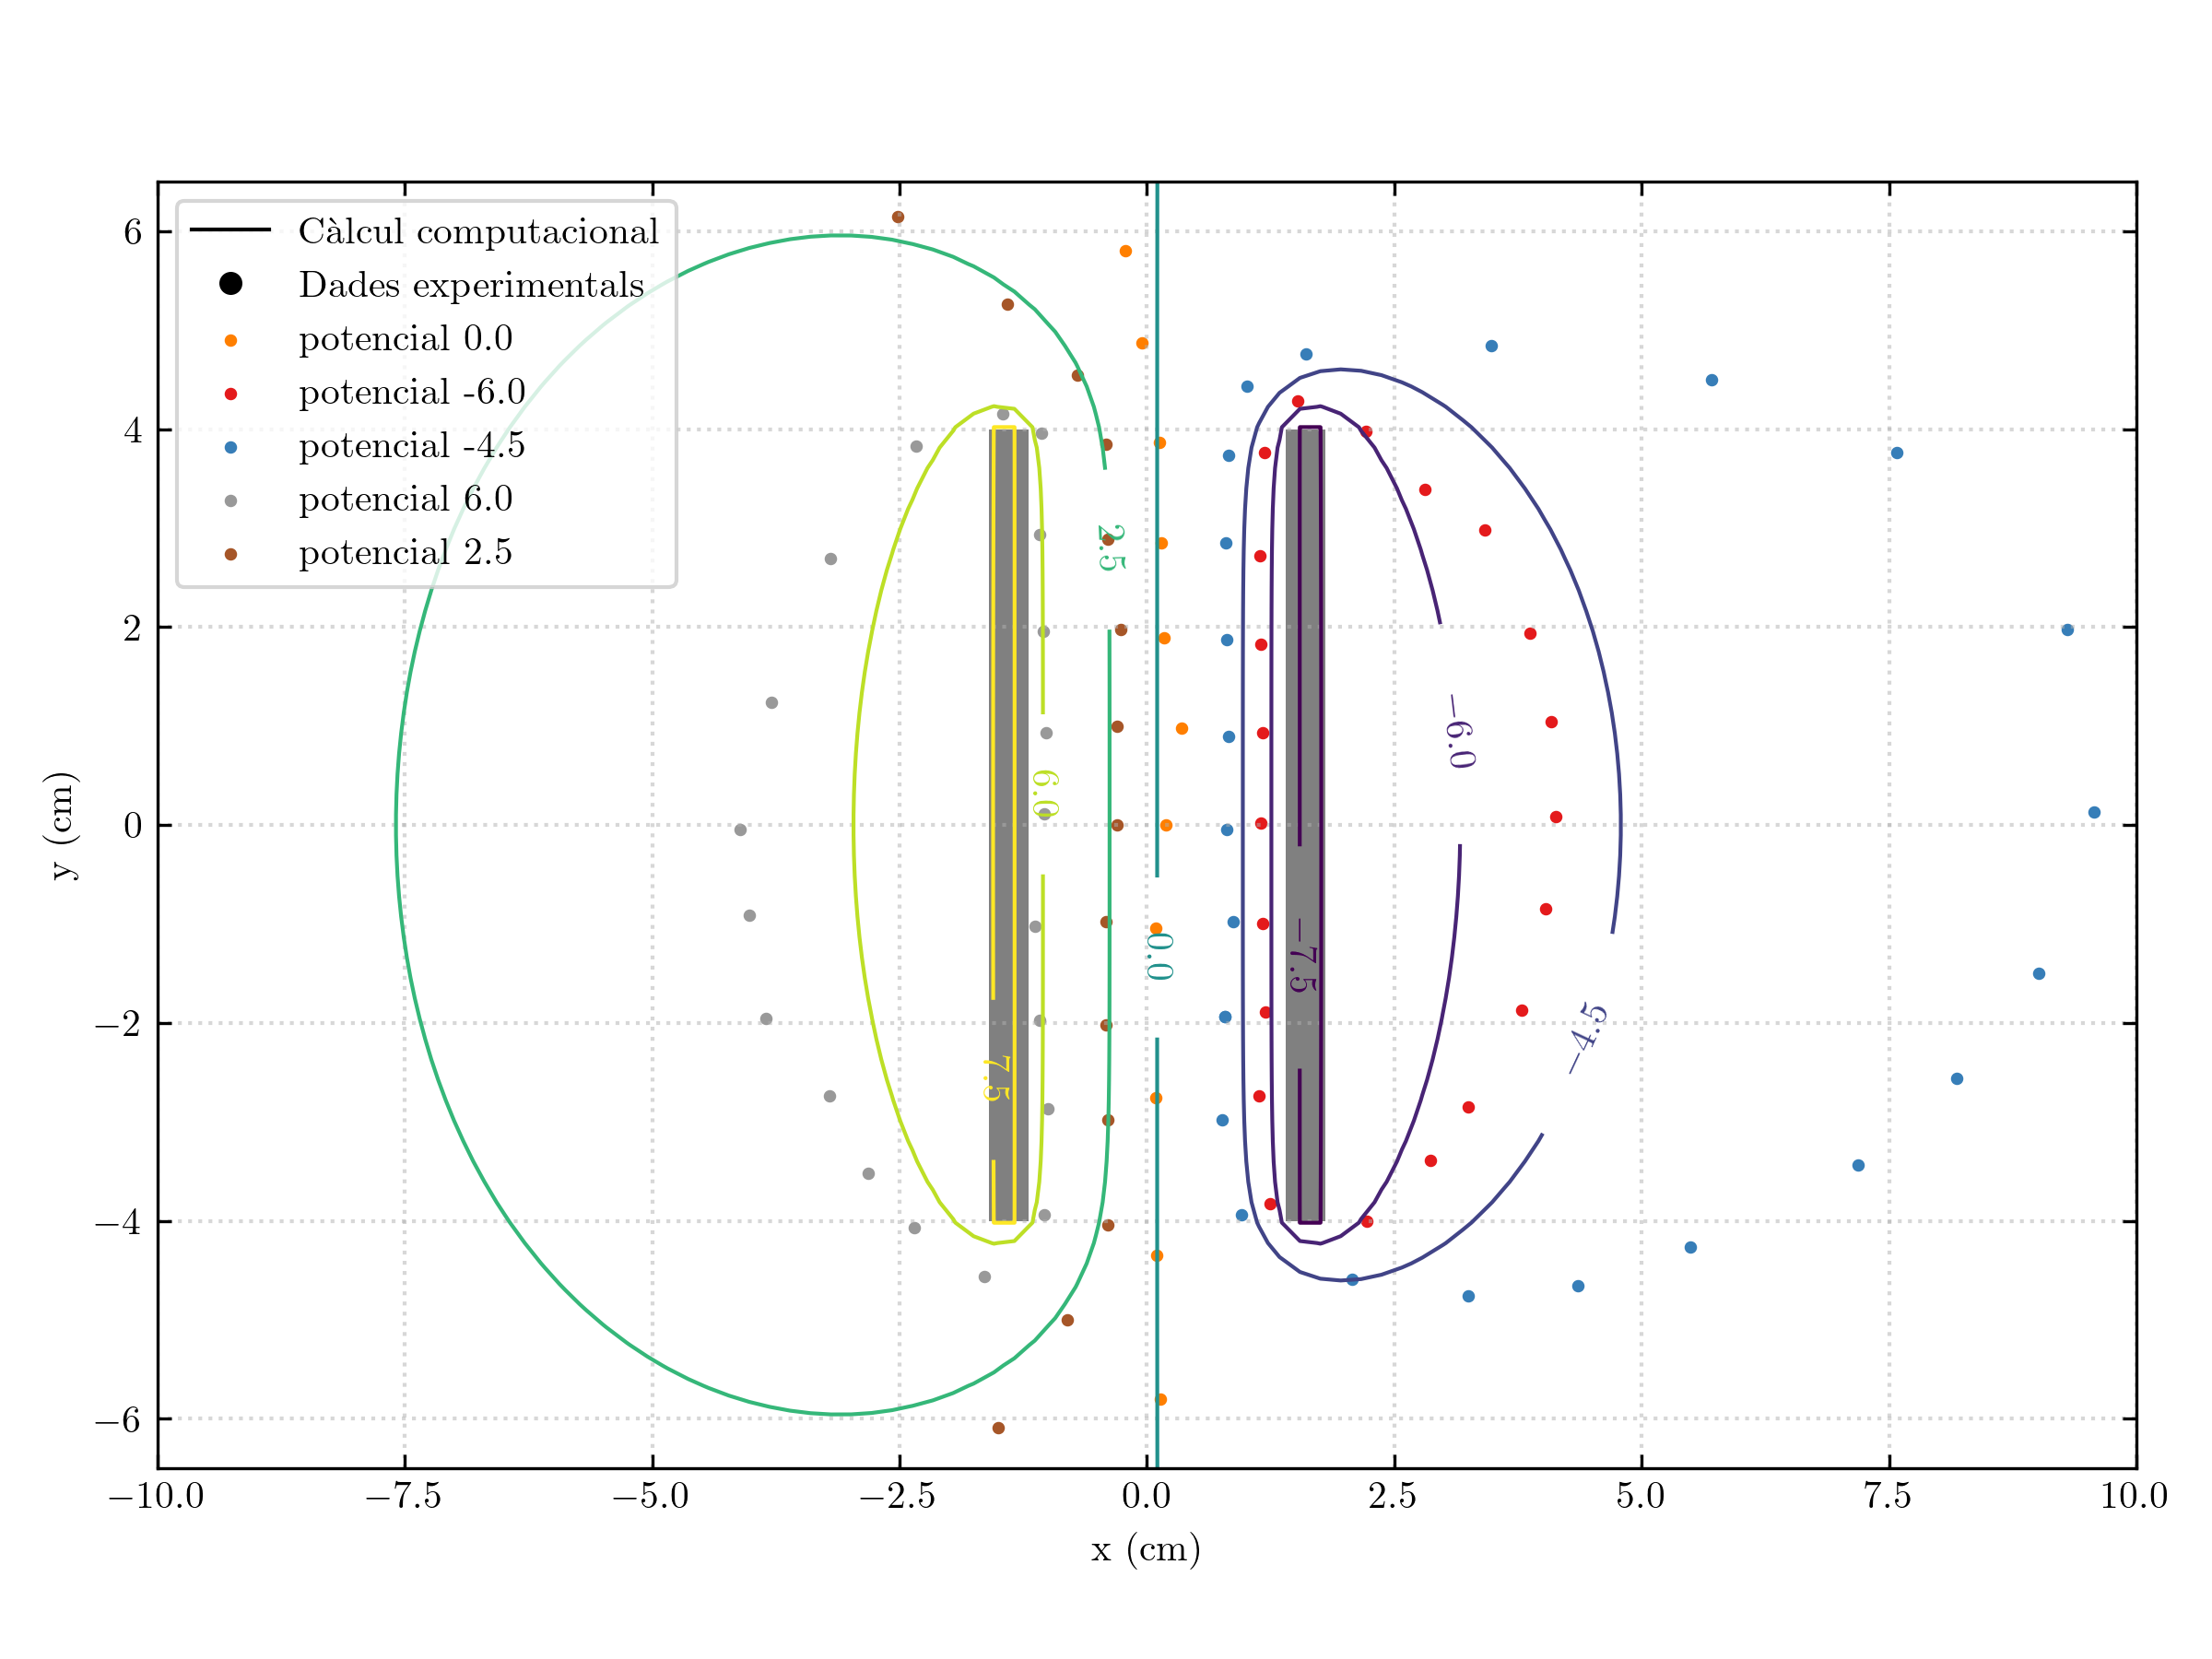 Càlcul computacional
Dades experimentals
potencial 0.0
potencial -6.0
potencial -4.5
potencial 6.0
potencial 2.5
6
4
2
0
−2
−4
−6
y (cm)
2.5
6.0
−6.0
0.0
−7.5
−4.5
7.5
−10.0 −7.5 −5.0 −2.5 0.0 2.5 5.0 7.5 10.0
x (cm)